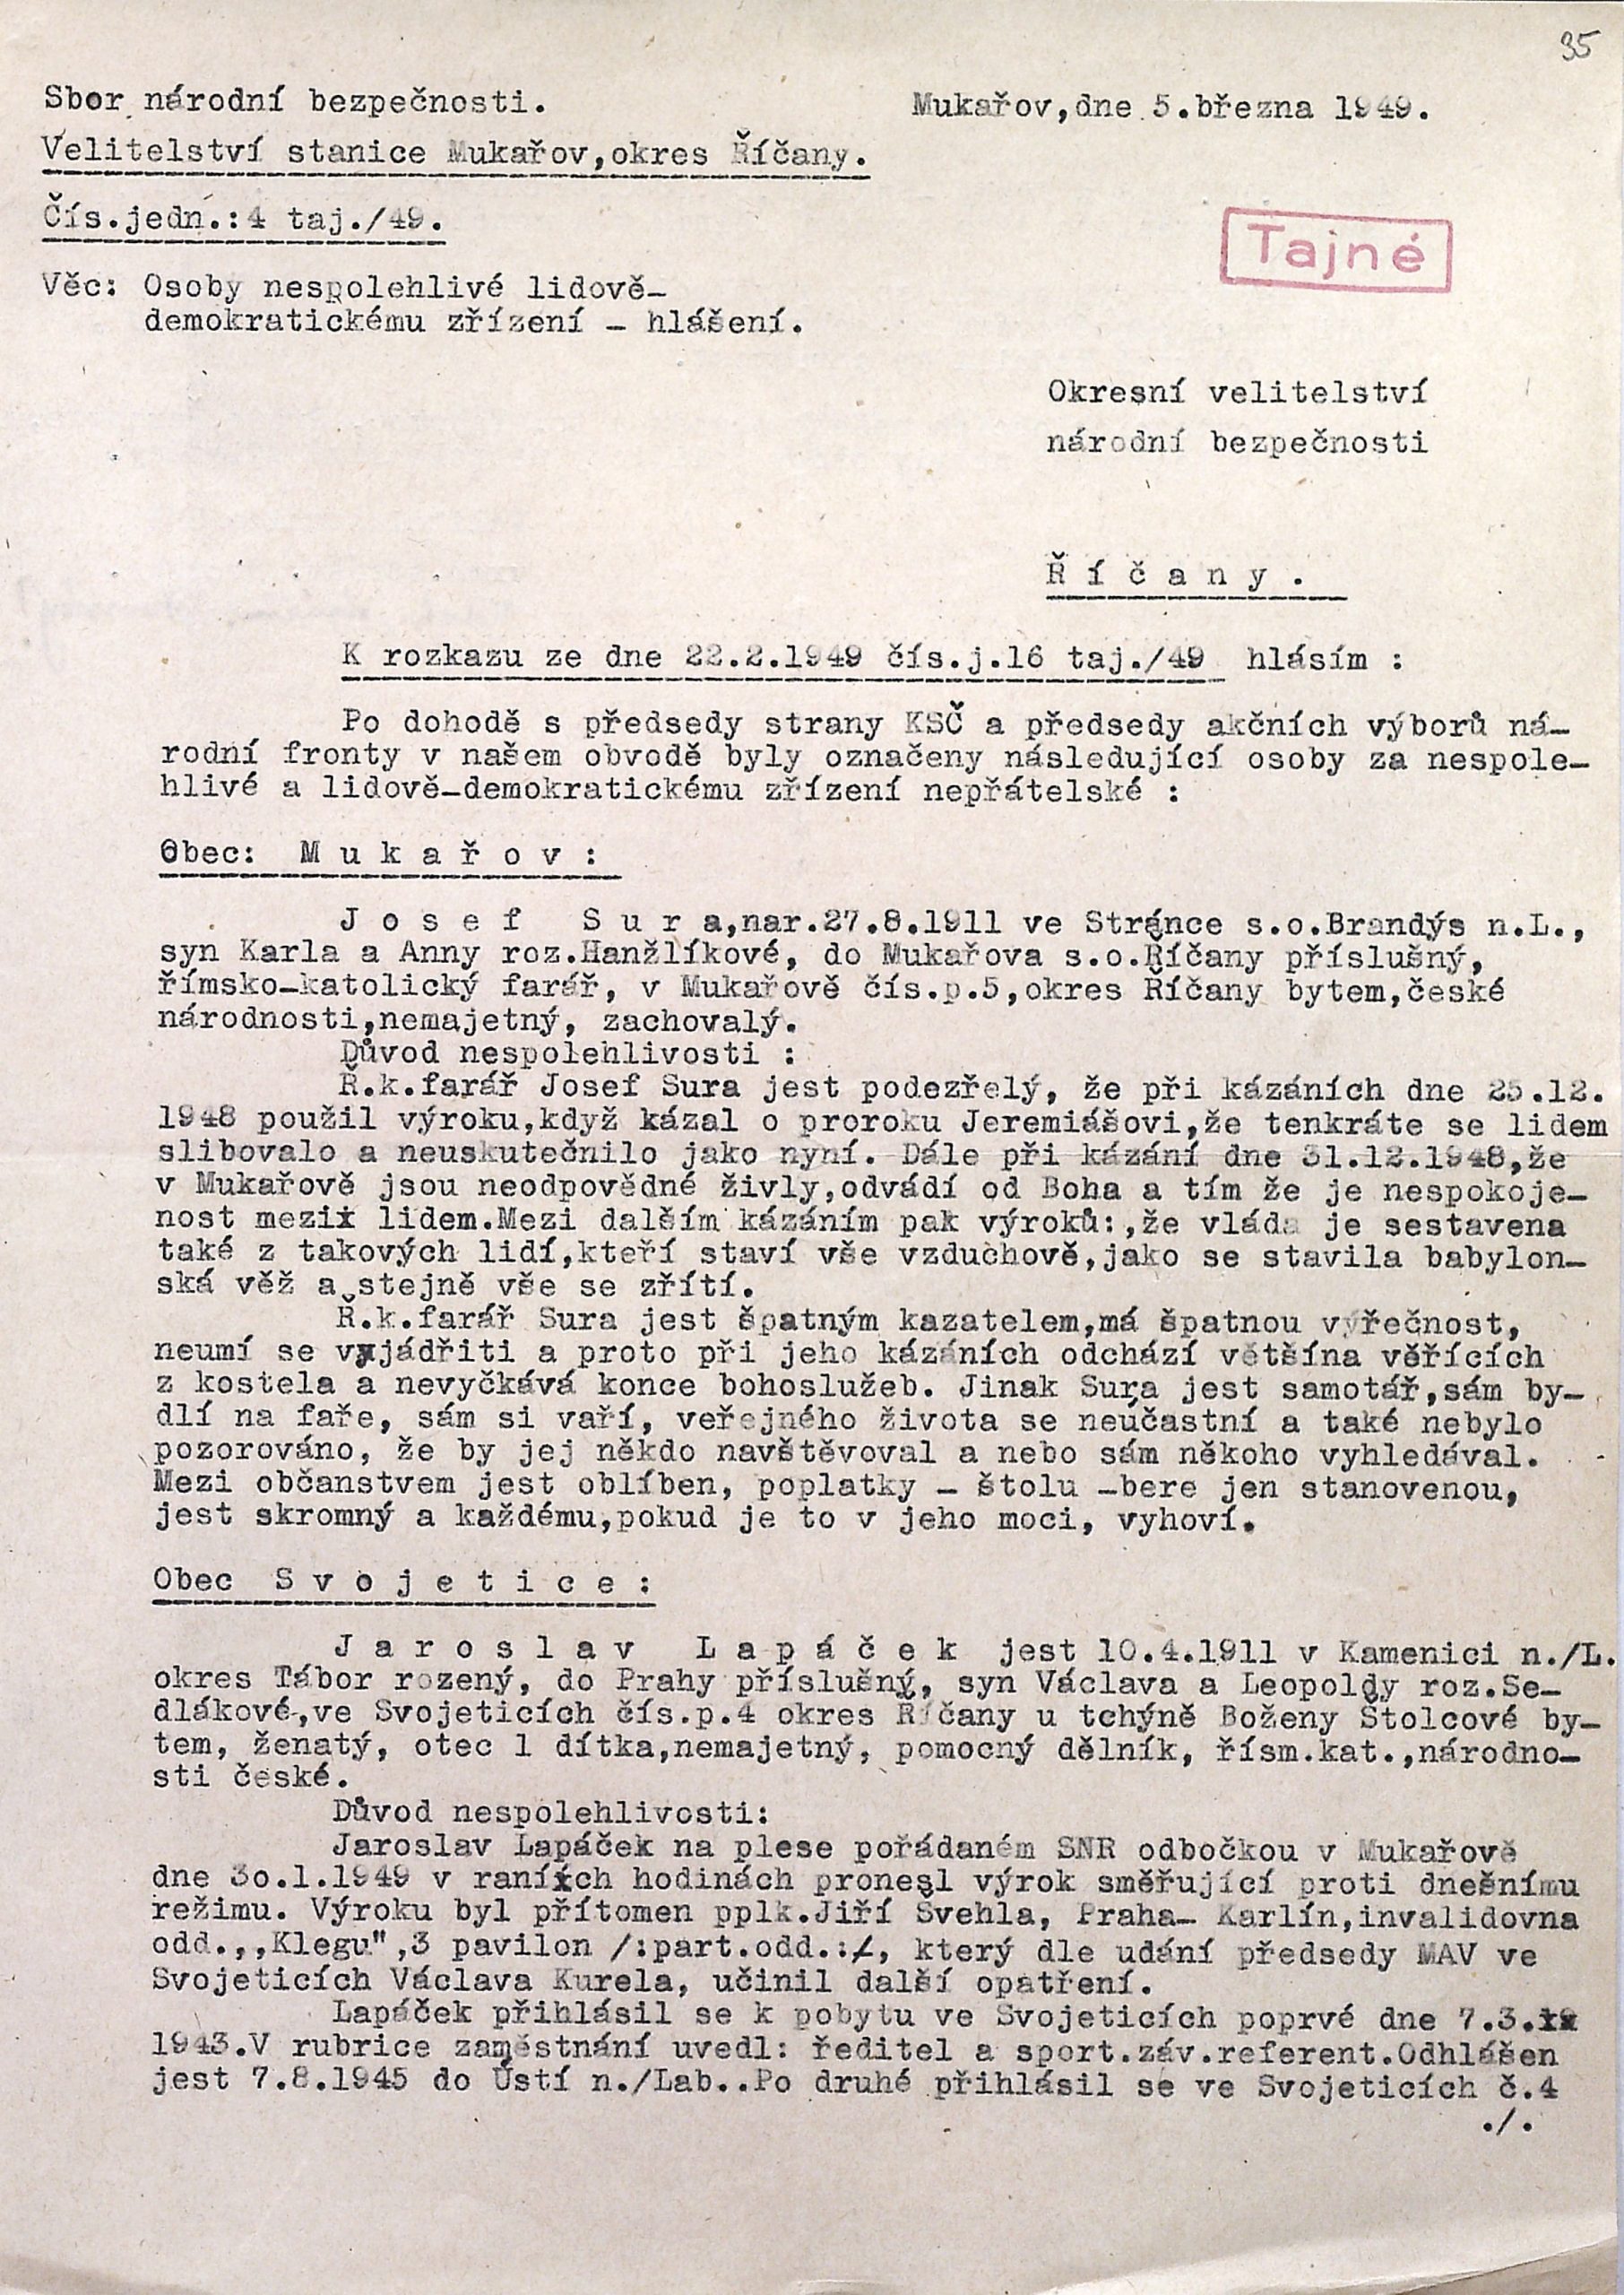 35
Sbor národní bezpečnosti.
Mukařov,dne 5.března 1949.
Velitelství stanice Mukařov,okres Říčany.
Čís.jedn.:4 taj./49.
Tajné
Věc: Osoby nespolehlivé lidově-
demokratickému zřízení - hlášení.
Okresní velitelství
národní bezpečnosti
Ř í č a n y .
K rozkazu ze dne 22.2.1949 čís.j.16 taj./49 hlásím :
Po dohodě s předsedy strany KSČ a předsedy akčních výborů ná-
rodní fronty v našem obvodě byly označeny následující osoby za nespole-
hlivé a lidově-demokratickému zřízení nepřátelské :
Obec: M u k a ř o v :
J o s e f S u r a,nar.27.8.1911 ve Stránce s.o.Brandýs n.L.,
syn Karla a Anny roz.Hanžlíkové, do Mukařova s.o.Říčany příslušný,
římsko-katolický farář, v Mukařově čís.p.5,okres Říčany bytem,české
národnosti,nemajetný, zachovalý.
Důvod nespolehlivosti :
Ř.k.farář Josef Sura jest podezřelý, že při kázáních dne 25.12.
1948 použil výroku,když kázal o proroku Jeremiášovi,že tenkráte se lidem
slibovalo a neuskutečnilo jako nyní. Dále při kázání dne 31.12.1948,že
v Mukařově jsou neodpovědné živly,odvádí od Boha a tím že je nespokoje-
nost mezix lidem.Mezi dalším kázáním pak výroků:,že vláda je sestavena
také z takových lidí,kteří staví vše vzduchově,jako se stavila babylon-
ská věž a stejně vše se zřítí.
Ř.k.farář Sura jest špatným kazatelem,má špatnou výřečnost,
neumí se vyjádřiti a proto při jeho kázáních odchází většína věřících
z kostela a nevyčkává konce bohoslužeb. Jinak Sura jest samotář,sám by-
dlí na faře, sám si vaří, veřejného života se neúčastní a také nebylo
pozorováno, že by jej někdo navštěvoval a nebo sám někoho vyhledával.
Mezi občanstvem jest oblíben, poplatky - štolu -bere jen stanovenou,
jest skromný a každému,pokud je to v jeho moci, vyhoví.
Obec S v o j e t i c e :
J a r o s l a v L a p á č e k jest 10.4.1911 v Kamenici n./L.
okres Tábor rozený, do Prahy příslušný, syn Václava a Leopoldy roz.Se-
dlákové,ve Svojeticích čís.p.4 okres Říčany u tchýně Boženy Štolcové by-
tem, ženatý, otec 1 dítka,nemajetný, pomocný dělník, řísm.kat.,národno-
sti české.
Důvod nespolehlivosti:
Jaroslav Lapáček na plese pořádaném SNR odbočkou v Mukařově
dne 3o.1.1949 v raníxch hodinách pronesl výrok směřující proti dnešnímu
režimu. Výroku byl přítomen pplk.Jiří Švehla, Praha- Karlín,invalidovna
odd.,,Klegu",3 pavilon /:part.odd.:/, který dle udání předsedy MAV ve
Svojeticích Václava Kurela, učinil další opatření.
Lapáček přihlásil se k pobytu ve Svojeticích poprvé dne 7.3.
1943.V rubrice zaměstnání uvedl: ředitel a sport.záv.referent.Odhlášen
jest 7.8.1945 do Ústí n./Lab..Po druhé přihlásil se ve Svojeticích č.4
./.